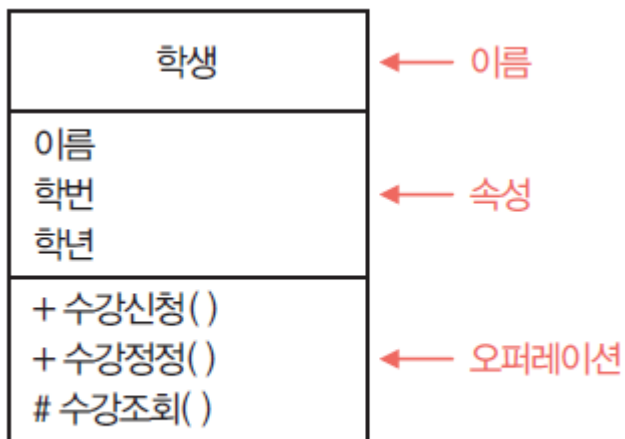 학생
이름
이름
학번
학년
속성
+ 수강신청( )
+ 수강정정( )
# 수강조회( )
오퍼레이션